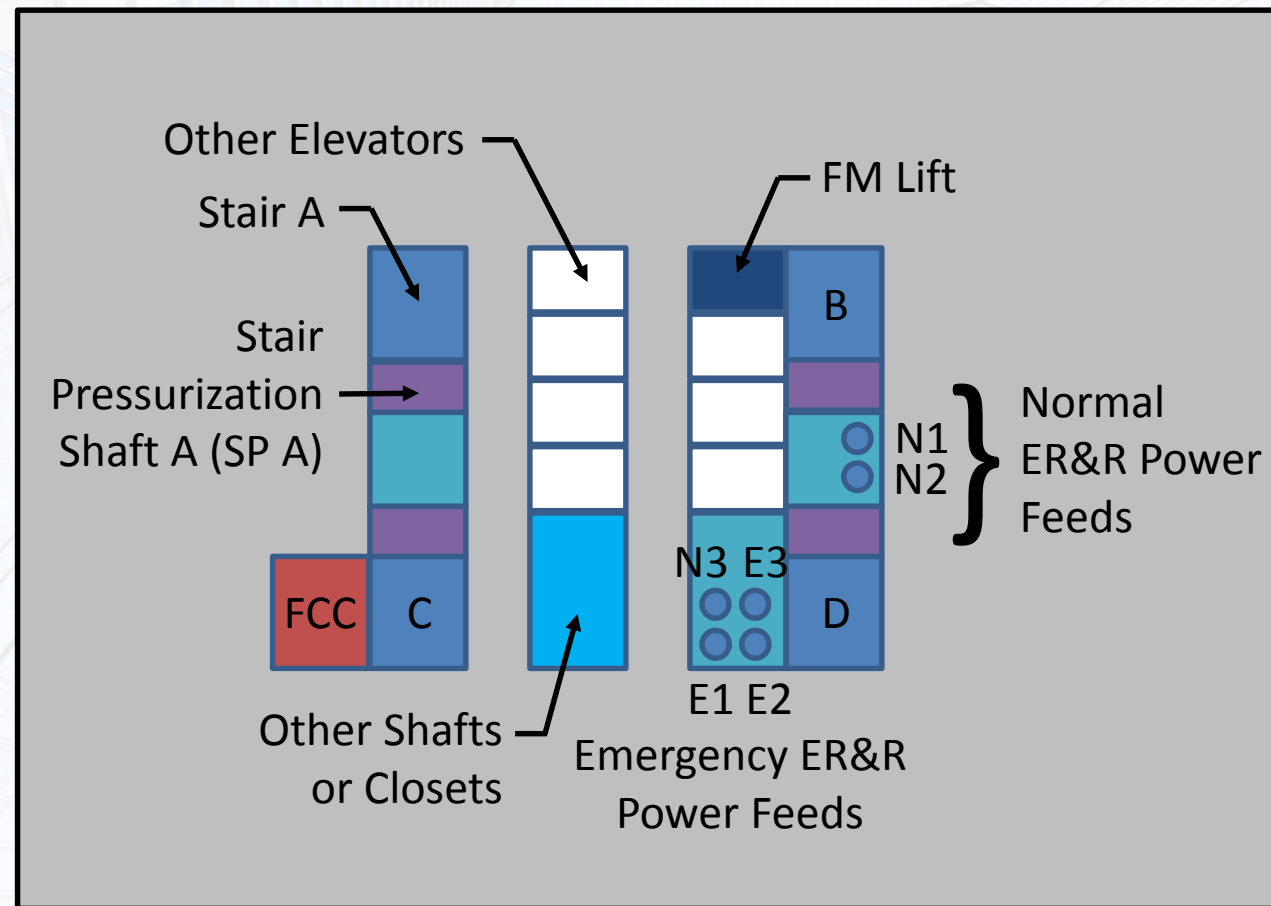 Other Elevators
FM Lift
Stair A
B
Stair
Pressurization
Shaft A (SP A)
N1
N2
Normal
ER&R Power
Feeds
N3 E3
FCC
C
D
E1 E2
Other Shafts
or Closets
Emergency ER&R
Power Feeds